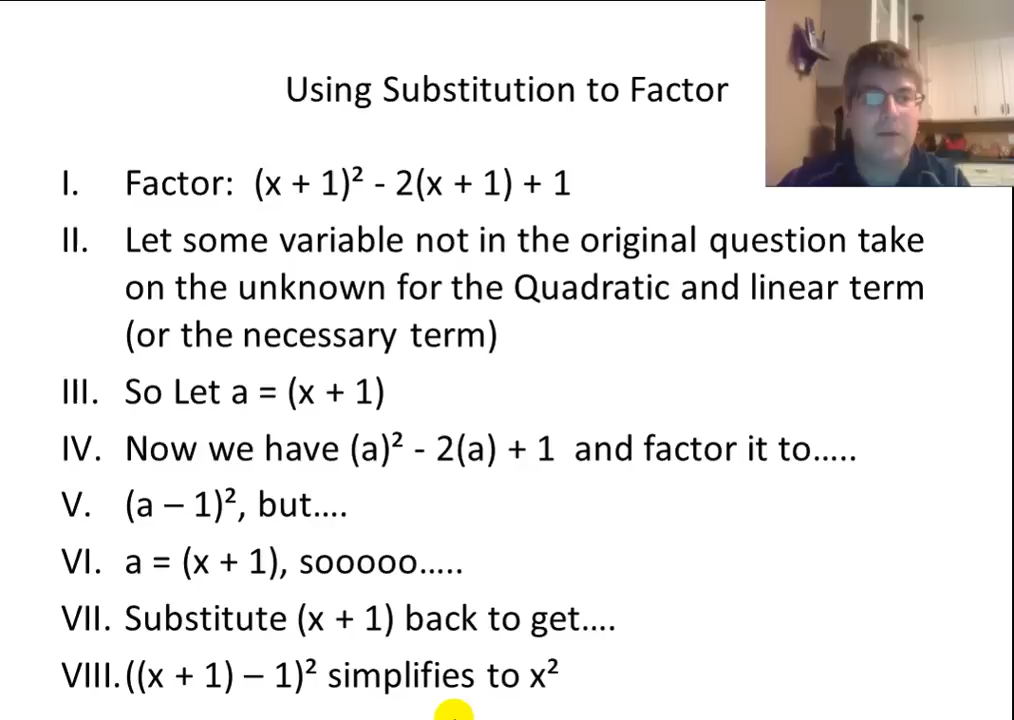 Using Substitution to Factor
I. Factor: (x + 1)² - 2(x + 1) + 1
II. Let some variable not in the original question take
on the unknown for the Quadratic and linear term
(or the necessary term)
III. So Let a = (x + 1)
IV. Now we have (a)² - 2(a) + 1 and factor it to.....
V. (a – 1)², but....
VI. a = (x + 1), sooooo.....
VII. Substitute (x + 1) back to get....
VIII. ((x + 1) – 1)² simplifies to x²